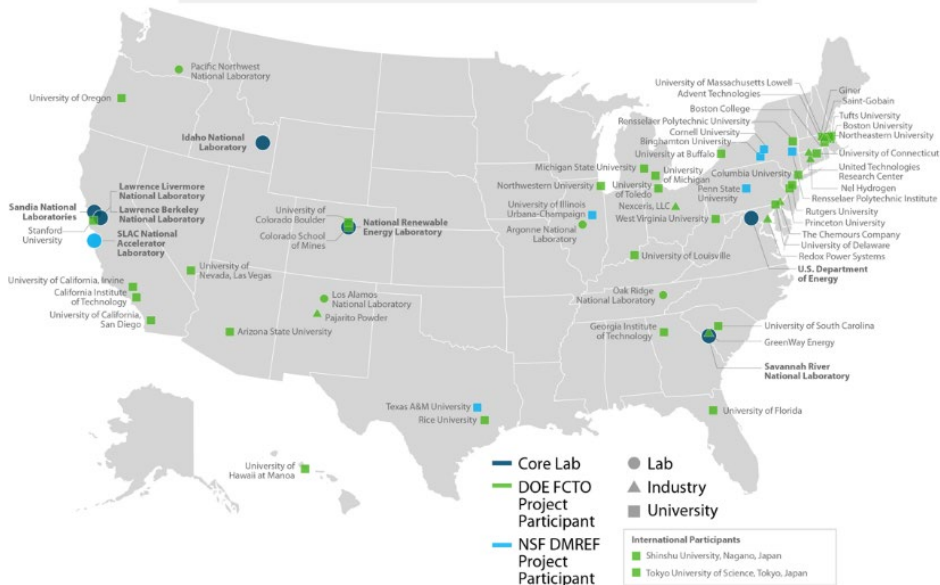 Pacific Northwest
National Laboratory
University of Oregon
Idaho National
Laboratory
Lawrence Livermore
National Laboratory
Sandia National
Laboratories
Lawrence Berkeley
National Laboratory
Stanford
University
SLAC National
Accelerator
Laboratory
University of
Colorado Boulder
Colorado School
of Mines
National Renewable
Energy Laboratory
University of
Nevada, Las Vegas
University of California, Irvine
California Institute
of Technology
University of California,
San Diego
Los Alamos
National Laboratory
Pajarito Powder
Arizona State University
Texas A&M University
Rice University
University of
Hawaii at Manoa
University of Massachusetts Lowell
Advent Technologies
Boston College
Rensselaer Polytechnic University
Cornell University
Binghamton University
University at Buffalo
Michigan State University
University
of Michigan
Northwestern University
University
of Toledo
Columbia University
Penn State
University
Nexceris, LLC
University of Illinois
Urbana-Champaign
West Virginia University
Argonne National
Laboratory
University of Louisville
Oak Ridge
National Laboratory
Georgia Institute
of Technology
Giner
Saint-Gobain
Tufts University
Boston University
Northeastern University
University of Connecticut
United Technologies
Research Center
Nel Hydrogen
Rensselaer Polytechnic Institute
Rutgers University
Princeton University
The Chemours Company
University of Delaware
Redox Power Systems
U.S. Department
of Energy
University of South Carolina
GreenWay Energy
Savannah River
National Laboratory
University of Florida
Core Lab
DOE FCTO
Project
Participant
NSF DMREF
Project
Participant
Lab
Industry
University
International Participants
Shinshu University, Nagano, Japan
Tokyo University of Science, Tokyo, Japan